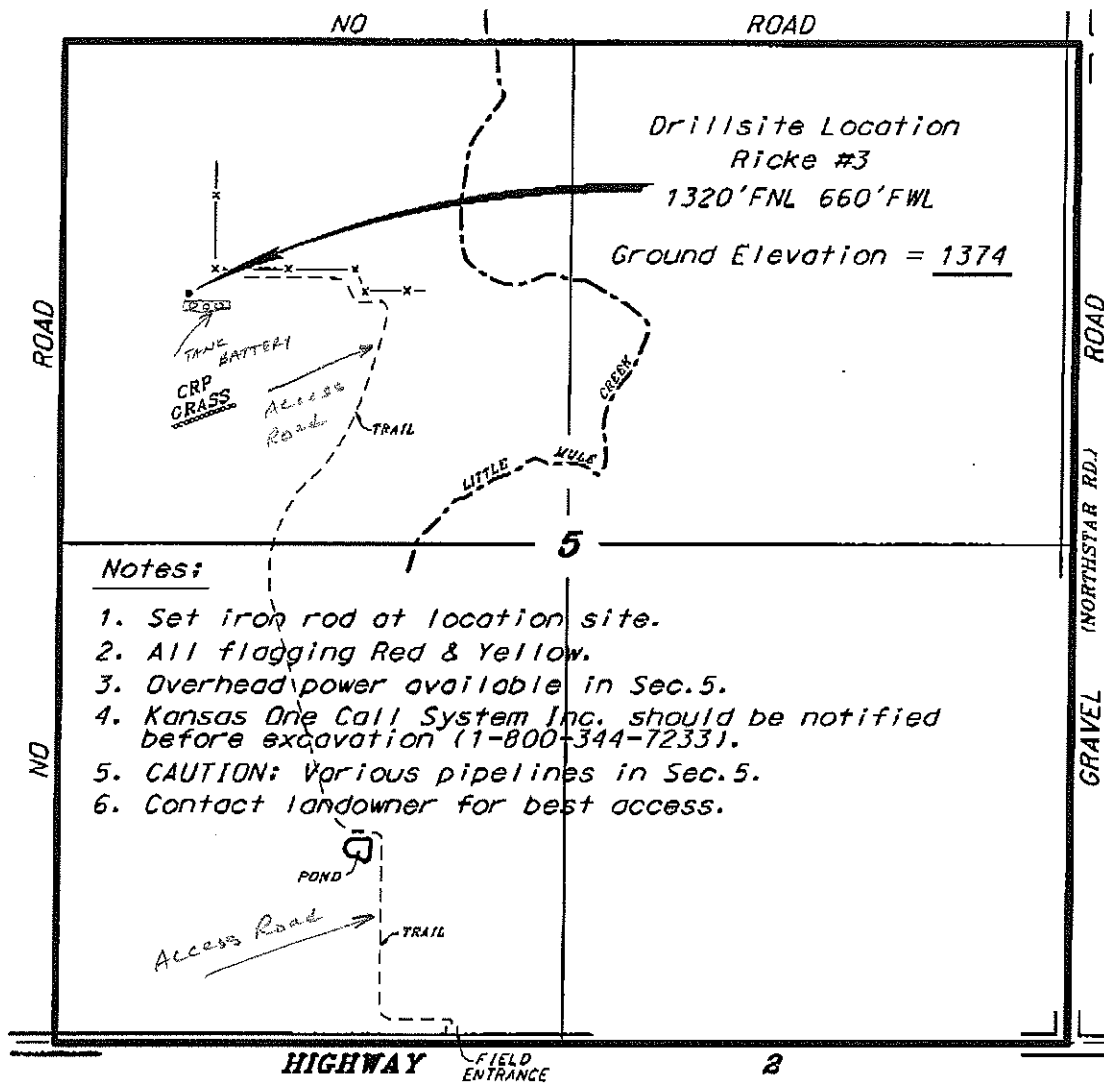 NO ROAD
Drillsite Location
Ricke #3
1320'FNL 660'FWL
Ground Elevation = 1374
ROAD
NO
TANK
BATTERY
CRP
GRASS
ACCESS
ROAD
TRAIL
LITTLE MULE CREEK
5
ROAD
(NORTHSTAR RD.)
GRAVEL
Notes:
1. Set iron rod at location site.
2. All flagging Red & Yellow.
3. Overhead power available in Sec.5.
4. Kansas One Call System Inc. should be notified
before excavation (1-800-344-7233).
5. CAUTION: Various pipelines in Sec.5.
6. Contact landowner for best access.
POND
Access Road
TRAIL
HIGHWAY 2
FIELD
ENTRANCE